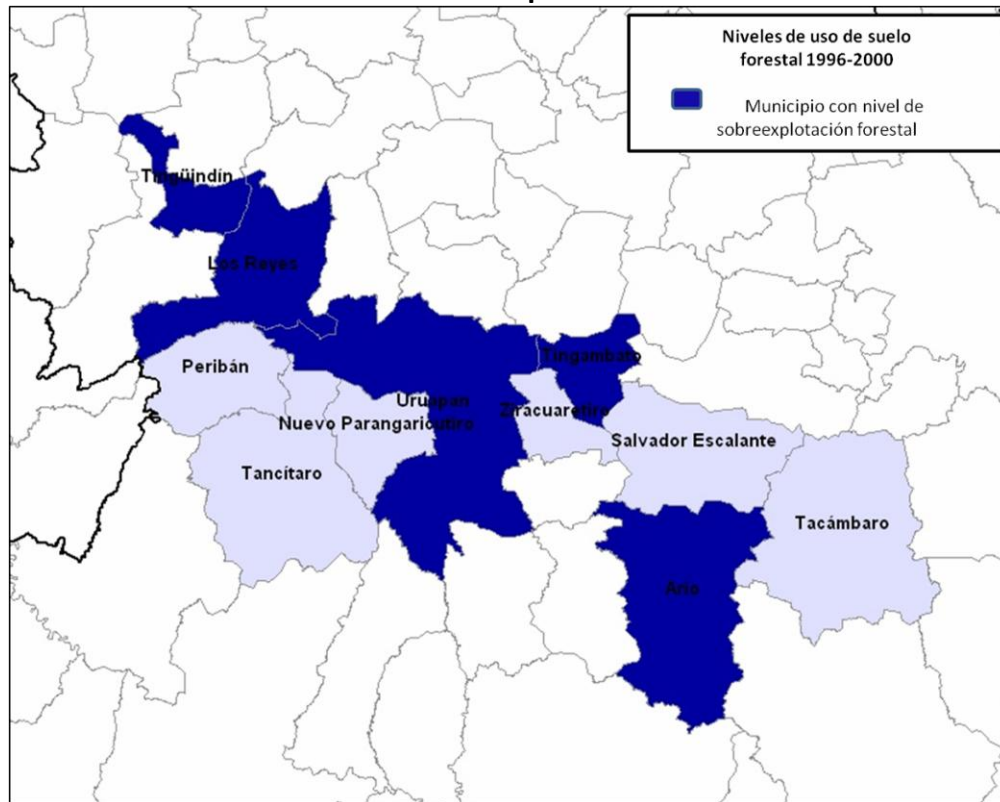 Niveles de uso de suelo
forestal 1996-2000
Municipio con nivel de
sobreexplotación forestal
Tingüindín
Los Reyes
Peribán
Tingambato
Uruapan
Ziracuaretiro
Nuevo Parangaricutiro
Salvador Escalante
Tancítaro
Tacámbaro
Ario